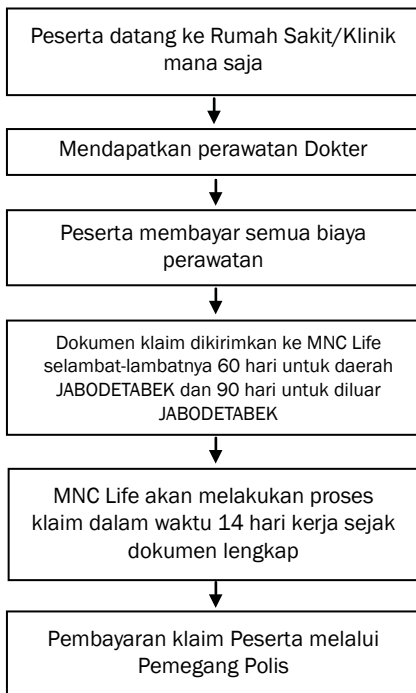 Peserta datang ke Rumah Sakit/Klinik
mana saja
Mendapatkan perawatan Dokter
Peserta membayar semua biaya
perawatan
Dokumen klaim dikirimkan ke MNC Life
selambat-lambatnya 60 hari untuk daerah
JABODETABEK dan 90 hari untuk diluar
JABODETABEK
MNC Life akan melakukan proses
klaim dalam waktu 14 hari kerja sejak
dokumen lengkap
Pembayaran klaim Peserta melalui
Pemegang Polis